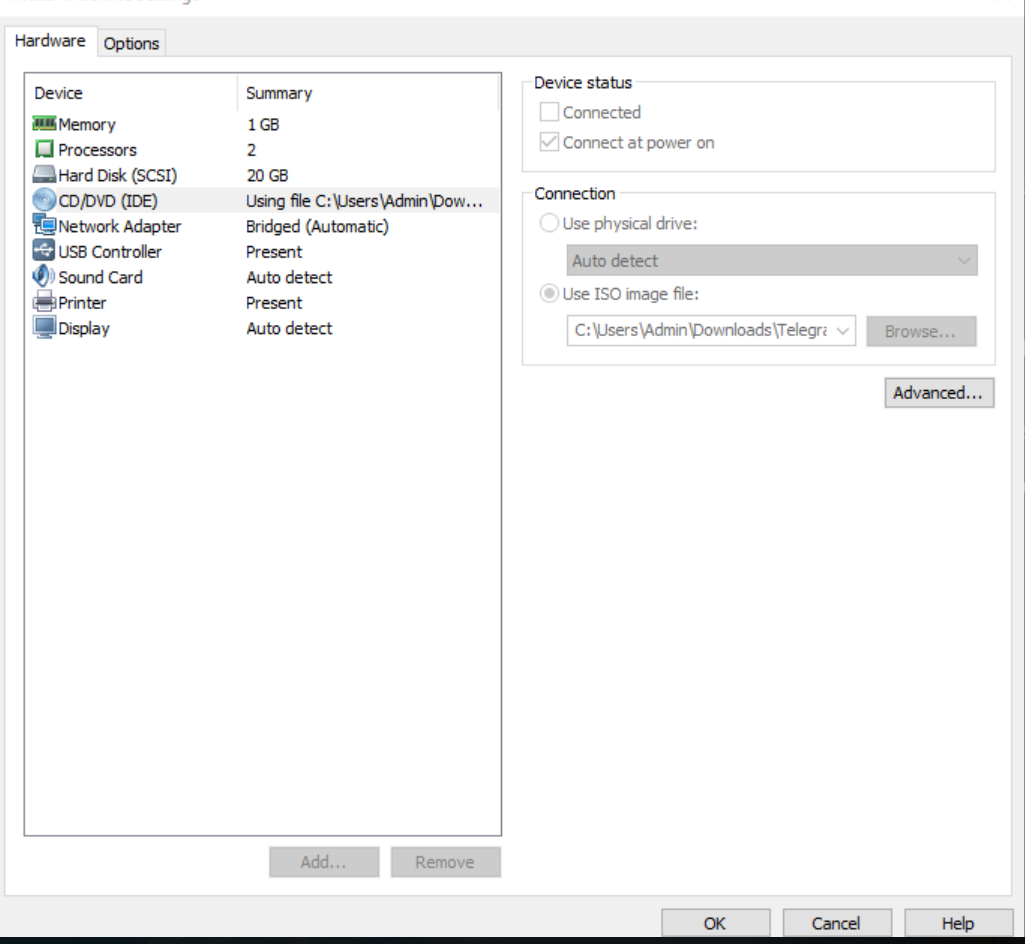 Hardware
Options
Device Summary
Memory 1 GB
Processors 2
Hard Disk (SCSI) 20 GB
CD/DVD (IDE) Using file C:\Users\Admin\Dow...
Network Adapter Bridged (Automatic)
USB Controller Present
Sound Card Auto detect
Printer Present
Display Auto detect
Add...
Remove
Device status
Connected
Connect at power on
Connection
Use physical drive:
Auto detect
Use ISO image file:
C:\Users\Admin\Downloads\Telegra
Browse...
Advanced...
OK
Cancel
Help